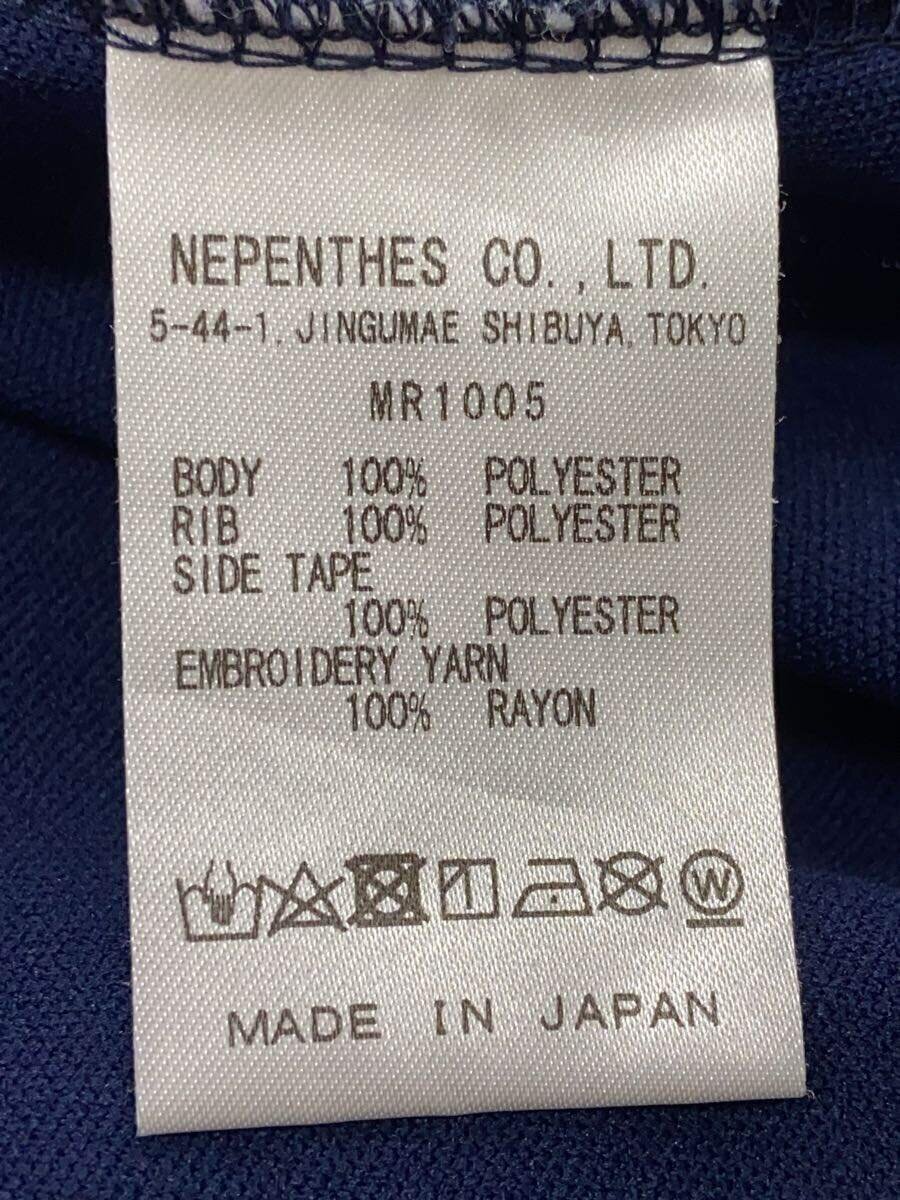 NEPENTHES CO.,LTD.
5-44-1, JINGUMAE SHIBUYA, TOKYO
MR1005
BODY 100% POLYESTER
RIB 100% POLYESTER
SIDE TAPE
100% POLYESTER
EMBROIDERY YARN
100% RAYON
W
MADE IN JAPAN